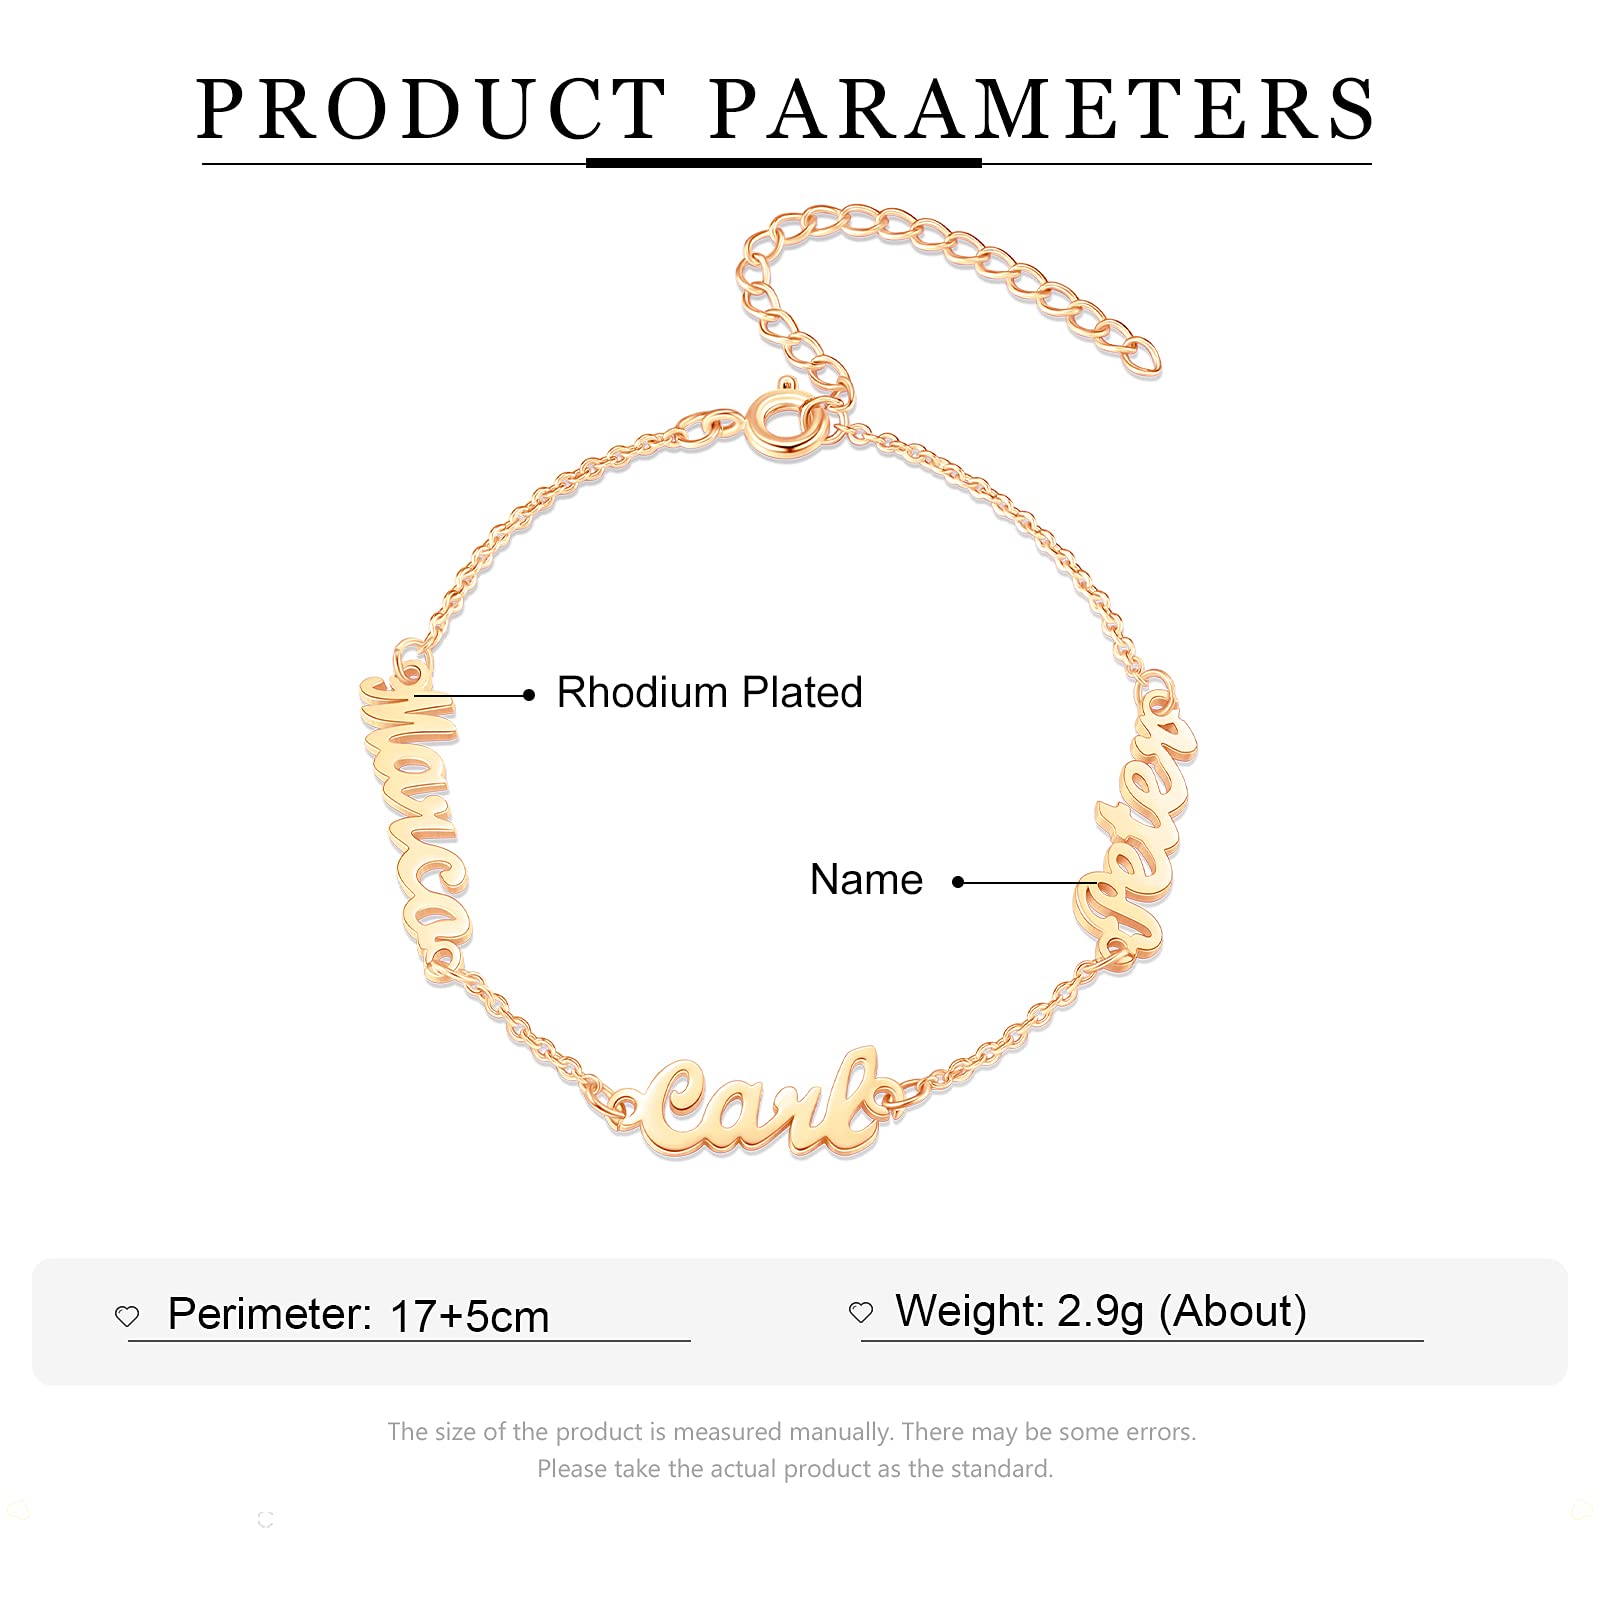 PRODUCT PARAMETERS
Rhodium Plated
Marca
Peter
Name
Carl
Perimeter: 17+5cm
Weight: 2.9g (About)
The size of the product is measured manually. There may be some errors.
Please take the actual product as the standard.